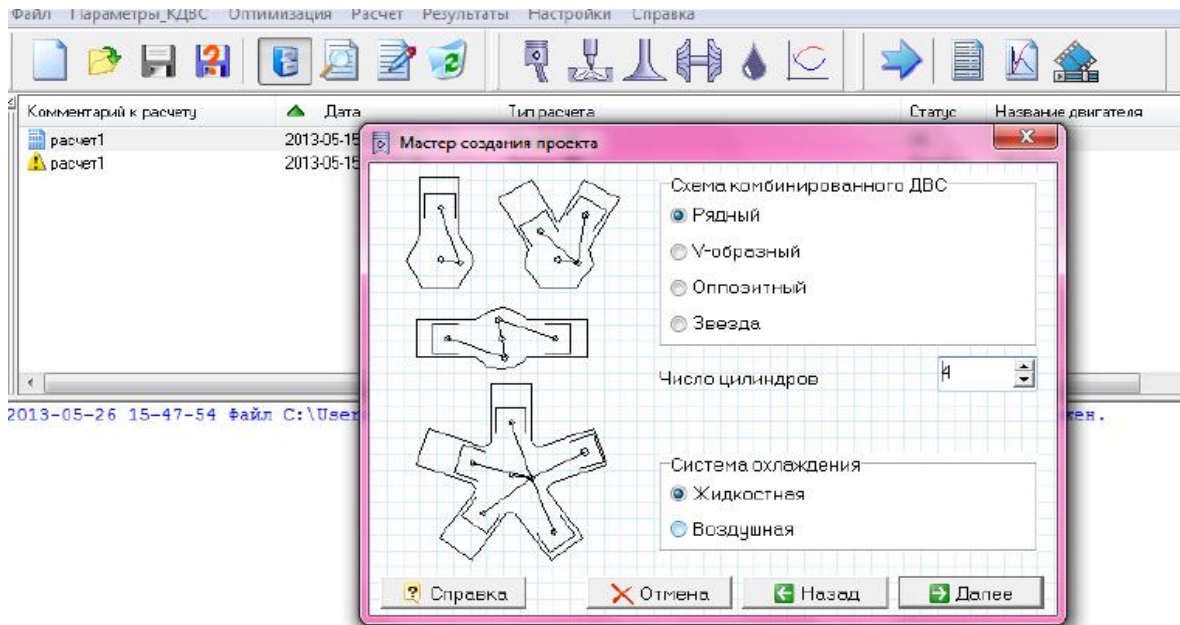 Файл Параметры_КДВС Оптимизация Расчет Результаты Настройки Справка
Комментарий к расчету Дата Тип расчета Статус Название двигателя
расчет1 2013-05-15
расчет1 2013-05-15
Мастер создания проекта
Схема комбинированного ДВС
Рядный
V-образный
Оппозитный
Звезда
Число цилиндров 4
Система охлаждения
Жидкостная
Воздушная
Справка Отмена Назад Далее
2013-05-26 15-47-54 Файл C:\User